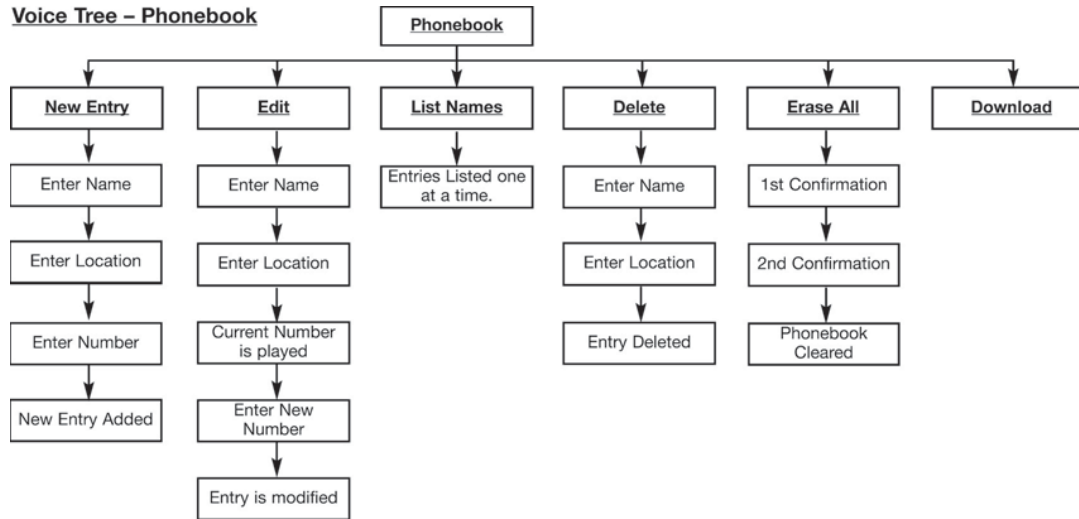 Voice Tree – Phonebook
Phonebook
New Entry
Edit
List Names
Delete
Erase All
Download
Enter Name
Enter Name
Entries Listed one
at a time.
Enter Name
1st Confirmation
Enter Location
Enter Location
Enter Location
2nd Confirmation
Enter Number
Current Number
is played
Entry Deleted
Phonebook
Cleared
New Entry Added
Enter New
Number
Entry is modified